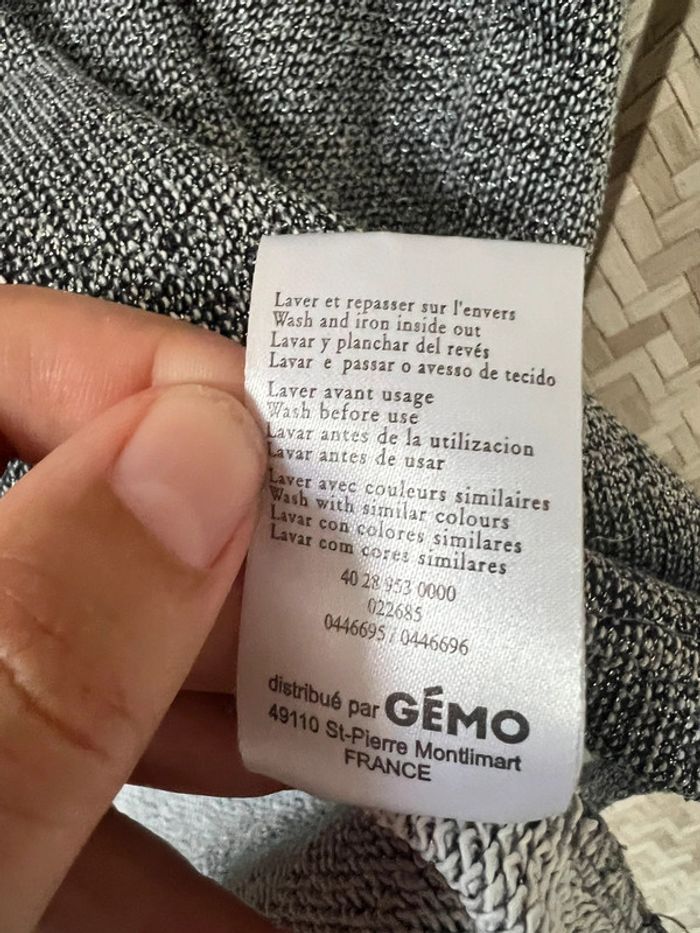 Laver et repasser sur l'envers
Wash and iron inside out
Lavar y planchar del revés
Lavar e passar o avesso de tecido
Laver avant usage
Wash before use
Lavar antes de la utilizacion
Lavar antes de usar
Laver avec couleurs similaires
Wash with similar colours
Lavar con colores similares
Lavar com cores similares
40 28 953 0000
022685
0446695 / 0446696
distribué par GÉMO
49110 St-Pierre Montlimart
FRANCE